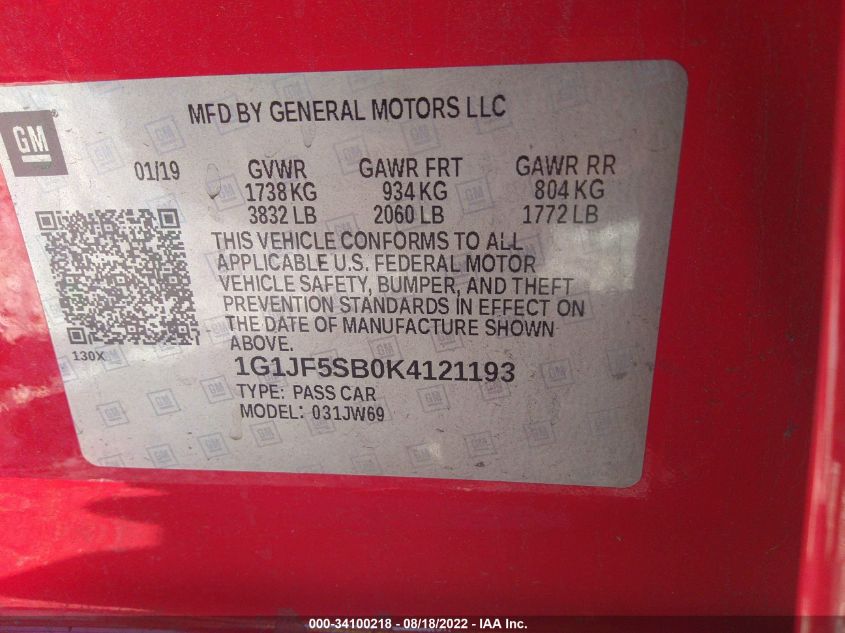 MFD BY GENERAL MOTORS LLC
GM
01/19 GVWR GAWR FRT GAWR RR
1738 KG 934 KG 804 KG
3832 LB 2060 LB 1772 LB
THIS VEHICLE CONFORMS TO ALL
APPLICABLE U.S. FEDERAL MOTOR
VEHICLE SAFETY, BUMPER, AND THEFT
PREVENTION STANDARDS IN EFFECT ON
THE DATE OF MANUFACTURE SHOWN
ABOVE.
130X
1G1JF5SB0K4121193
TYPE: PASS CAR
MODEL: 031JW69
000-34100218 - 08/18/2022 - IAA Inc.